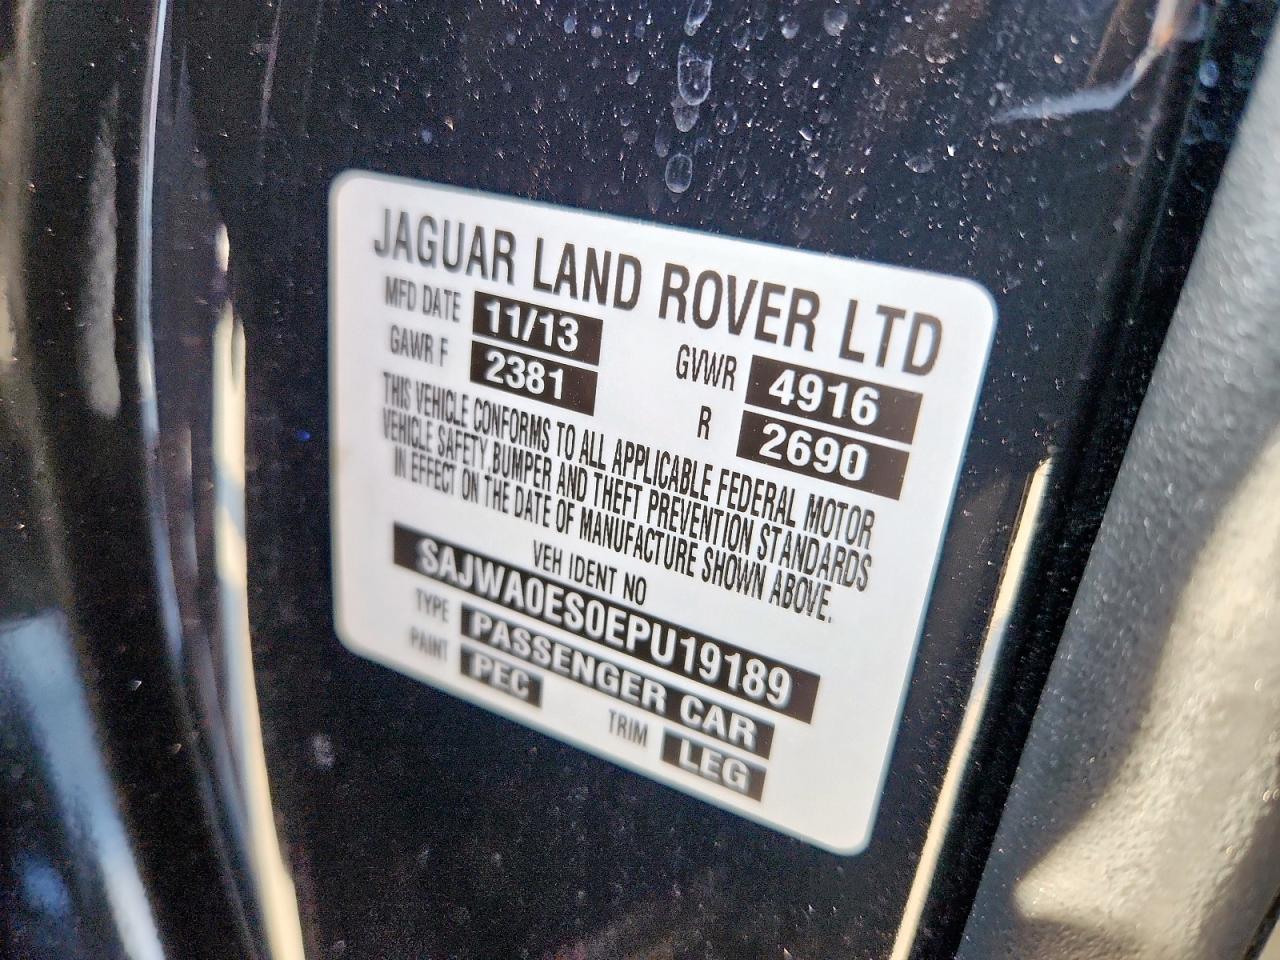 JAGUAR LAND ROVER LTD
MFD DATE 11/13 GVWR 4916
GAWR F 2381 R 2690
THIS VEHICLE CONFORMS TO ALL APPLICABLE FEDERAL MOTOR
VEHICLE SAFETY,BUMPER AND THEFT PREVENTION STANDARDS
IN EFFECT ON THE DATE OF MANUFACTURE SHOWN ABOVE.
VEH IDENT NO
SAJWA0ES0EPU19189
TYPE PASSENGER CAR
PAINT PEC TRIM LEG